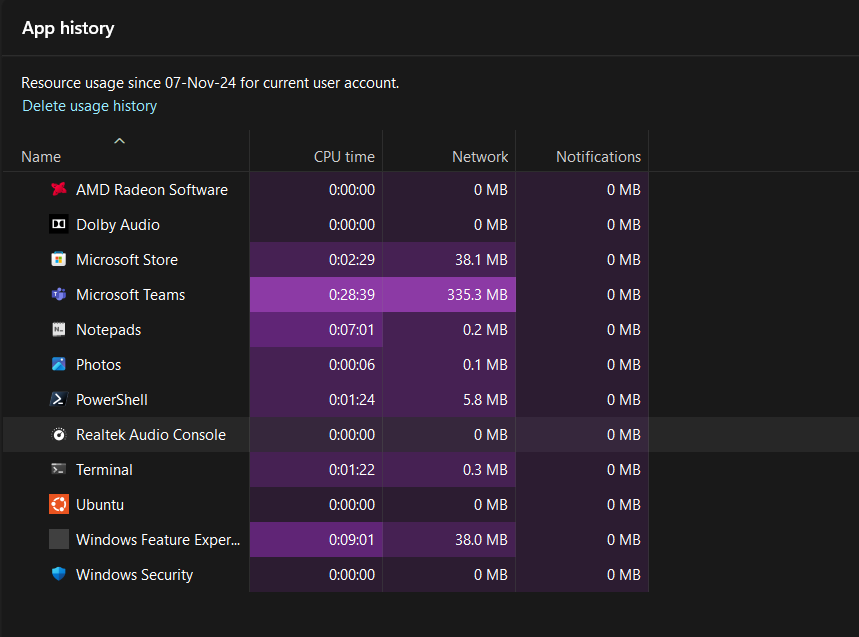 App history
Resource usage since 07-Nov-24 for current user account.
Delete usage history
Name CPU time Network Notifications
AMD Radeon Software 0:00:00 0 MB 0 MB
Dolby Audio 0:00:00 0 MB 0 MB
Microsoft Store 0:02:29 38.1 MB 0 MB
Microsoft Teams 0:28:39 335.3 MB 0 MB
Notepads 0:07:01 0.2 MB 0 MB
Photos 0:00:06 0.1 MB 0 MB
PowerShell 0:01:24 5.8 MB 0 MB
Realtek Audio Console 0:00:00 0 MB 0 MB
Terminal 0:01:22 0.3 MB 0 MB
Ubuntu 0:00:00 0 MB 0 MB
Windows Feature Exper... 0:09:01 38.0 MB 0 MB
Windows Security 0:00:00 0 MB 0 MB